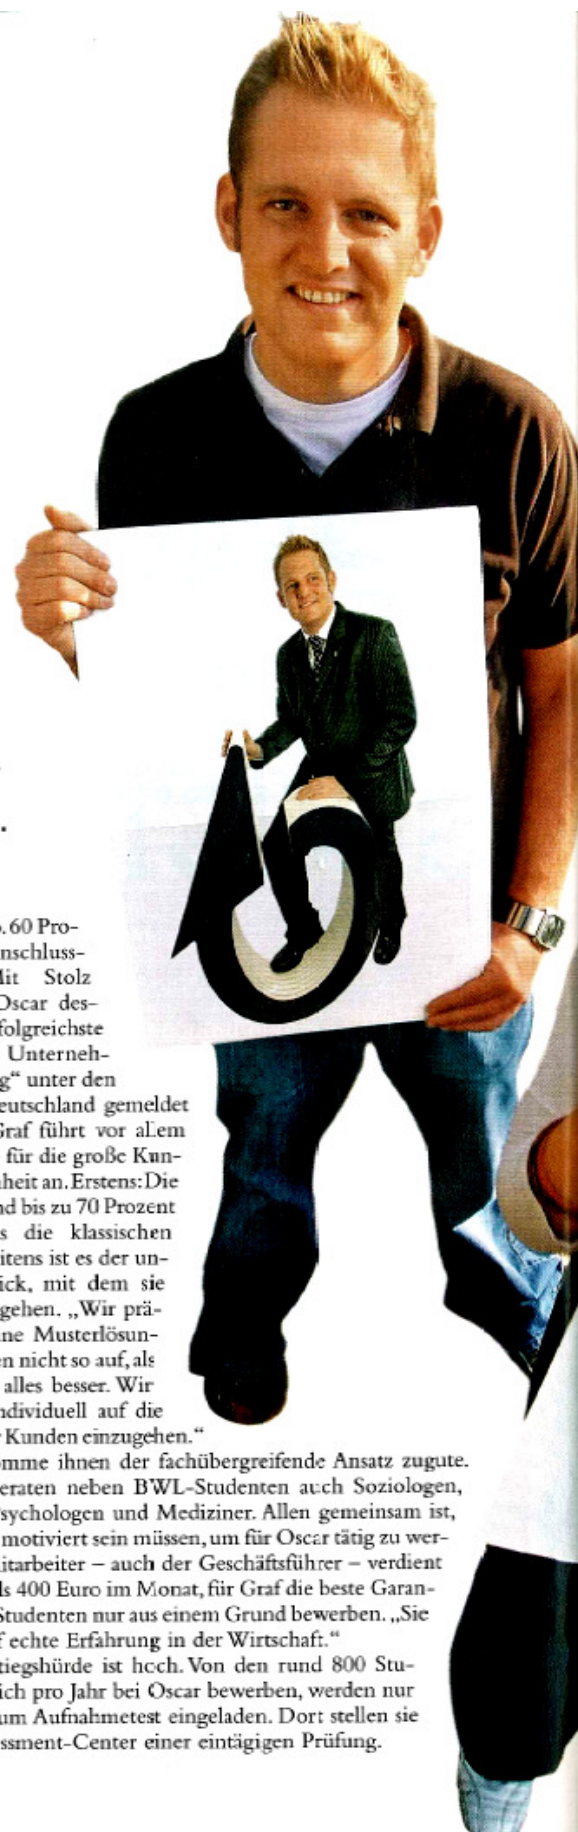 . 60 Pro-
nschluss-
it Stolz
Oscar des-
folgreichste
Unterneh-
g“ unter den
eutschland gemeldet
Graf führt vor allem
für die große Kun-
heit an. Erstens: Die
nd bis zu 70 Prozent
s die klassischen
itens ist es der un-
ick, mit dem sie
gehen. „Wir prä-
ne Musterlösun-
en nicht so auf, als
alles besser. Wir
ndividuell auf die
r Kunden einzugehen.“
mme ihnen der fachübergreifende Ansatz zugute.
eraten neben BWL-Studenten auch Soziologen,
sychologen und Mediziner. Allen gemeinsam ist,
motiviert sein müssen, um für Oscar tätig zu wer-
itarbeiter – auch der Geschäftsführer – verdient
ls 400 Euro im Monat, für Graf die beste Garan-
Studenten nur aus einem Grund bewerben. „Sie
f echte Erfahrung in der Wirtschaft.“
tiegshürde ist hoch. Von den rund 800 Stu-
ich pro Jahr bei Oscar bewerben, werden nur
um Aufnahmetest eingeladen. Dort stellen sie
ssment-Center einer eintägigen Prüfung.